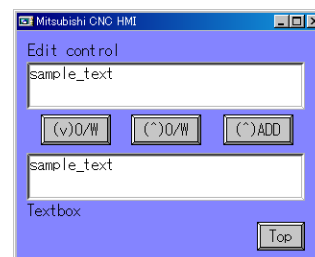 Mitsubishi CNC HMI
Edit control
sample_text
(v)O/W (^)O/W (^)ADD
sample_text
Textbox
Top